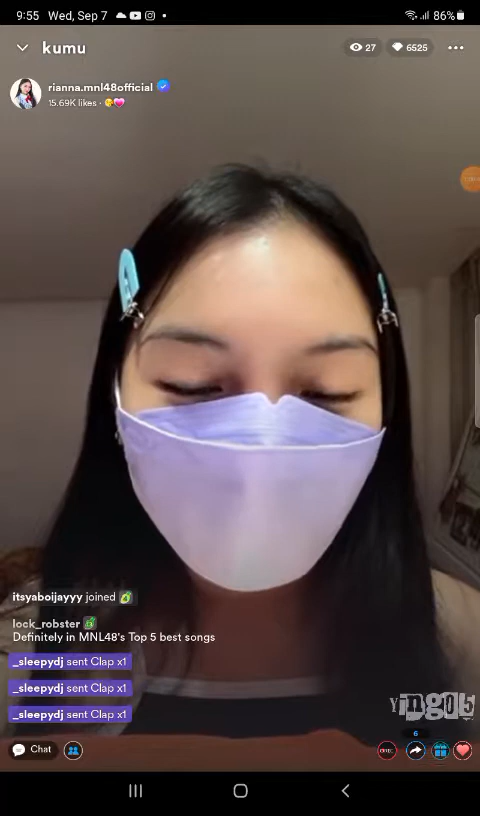 9:55 Wed, Sep 7
86%
kumu
27
6525
rianna.mnl48official
15.69K likes
itsyaboijayyy joined
lock_robster
Definitely in MNL48's Top 5 best songs
_sleepydj sent Clap x1
_sleepydj sent Clap x1
_sleepydj sent Clap x1
Yingo15
6
Chat